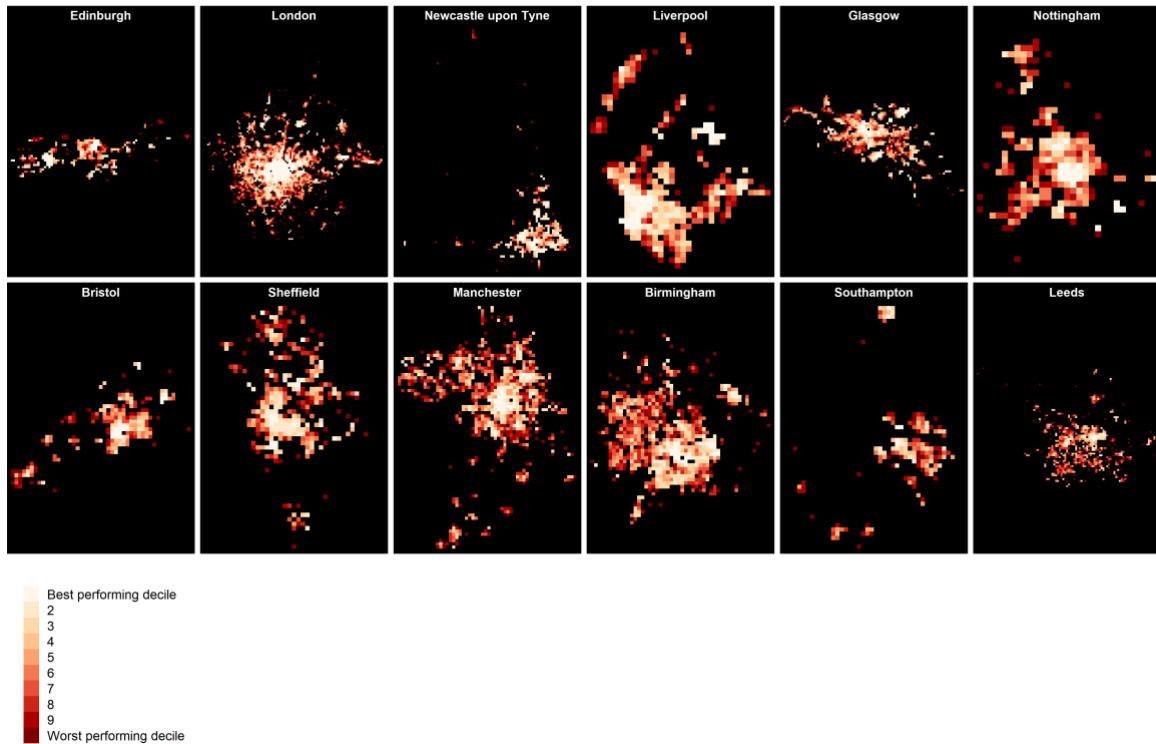 Edinburgh
London
Newcastle upon Tyne
Liverpool
Glasgow
Nottingham
Bristol
Sheffield
Manchester
Birmingham
Southampton
Leeds
Best performing decile
2
3
4
5
6
7
8
9
Worst performing decile